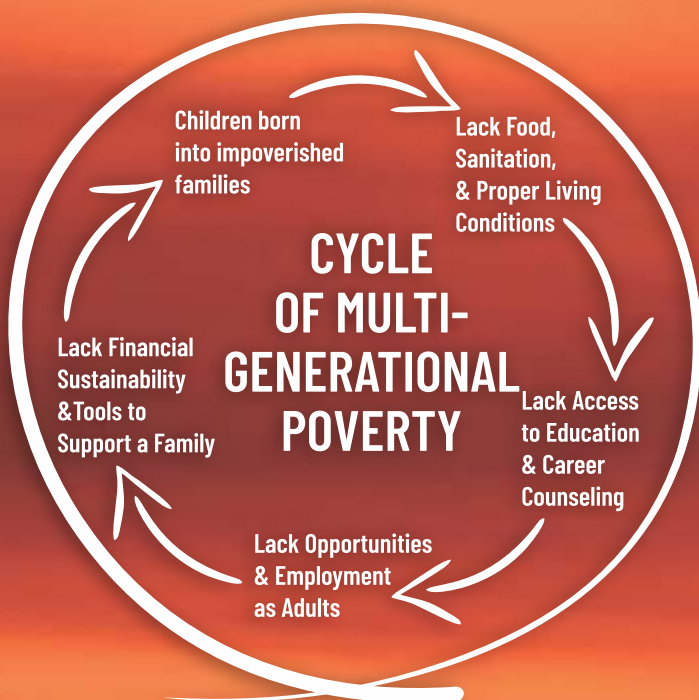 Children born
into impoverished
families
Lack Food,
Sanitation,
& Proper Living
Conditions
CYCLE
OF MULTI-
GENERATIONAL
POVERTY
Lack Access
to Education
& Career
Counseling
Lack Opportunities
& Employment
as Adults
Lack Financial
Sustainability
&Tools to
Support a Family